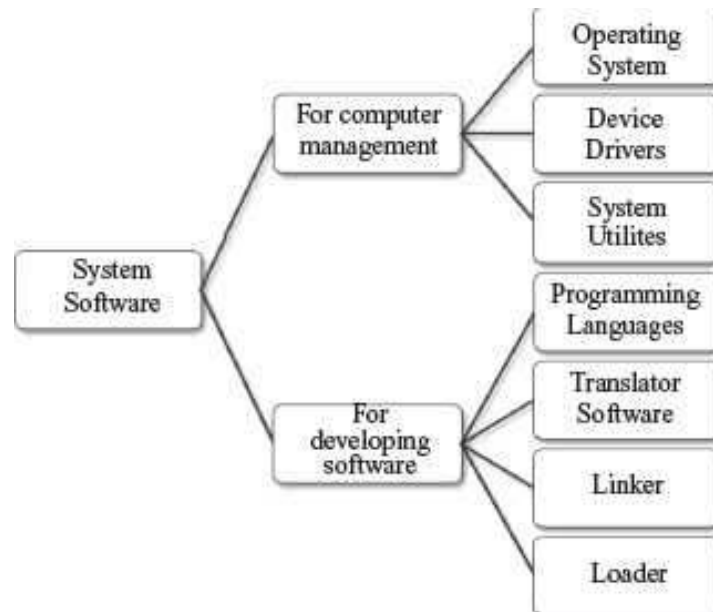 Operating
System
For computer
management
Device
Drivers
System
Utilites
System
Software
Programming
Languages
Translator
Software
For
developing
software
Linker
Loader